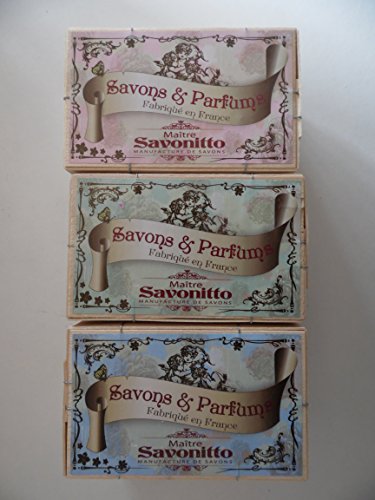 Savons & Parfums
Fabriqué en France
Maître
Savonitto
MANUFACTURE DE SAVONS
Savons & Parfums
Fabriqué en France
Maître
Savonitto
MANUFACTURE DE SAVONS
Savons & Parfums
Fabriqué en France
Maître
Savonitto
MANUFACTURE DE SAVONS